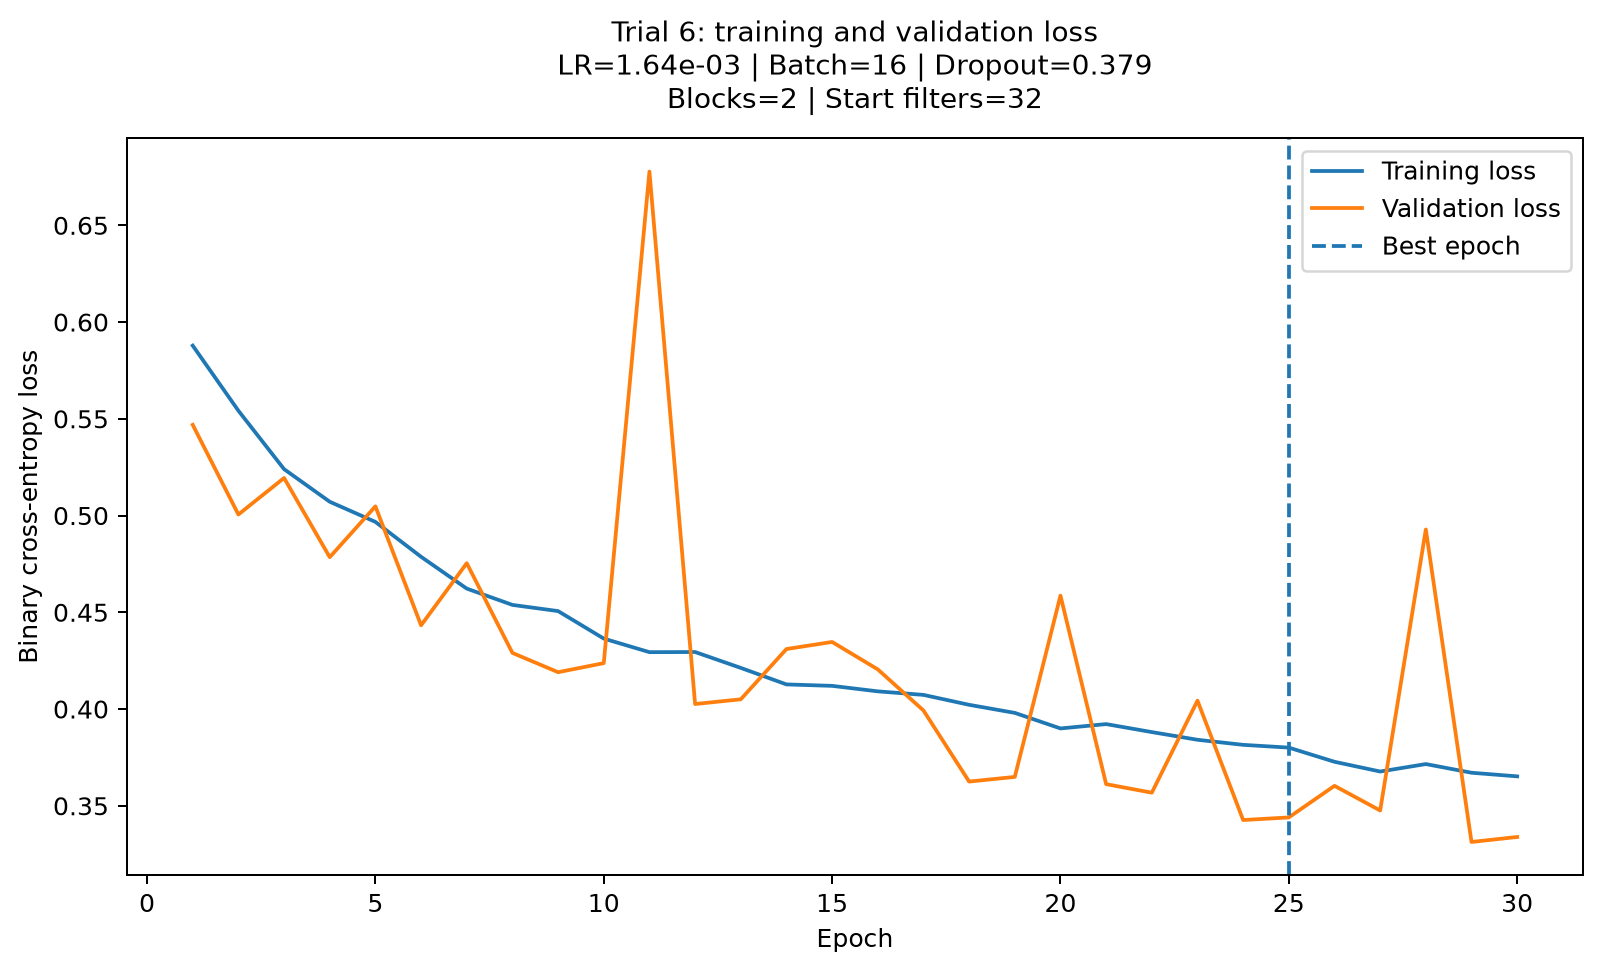 Trial 6: training and validation loss
LR=1.64e-03 | Batch=16 | Dropout=0.379
Blocks=2 | Start filters=32
Training loss
Validation loss
Best epoch
Binary cross-entropy loss
0.65
0.60
0.55
0.50
0.45
0.40
0.35
0 5 10 15 20 25 30
Epoch